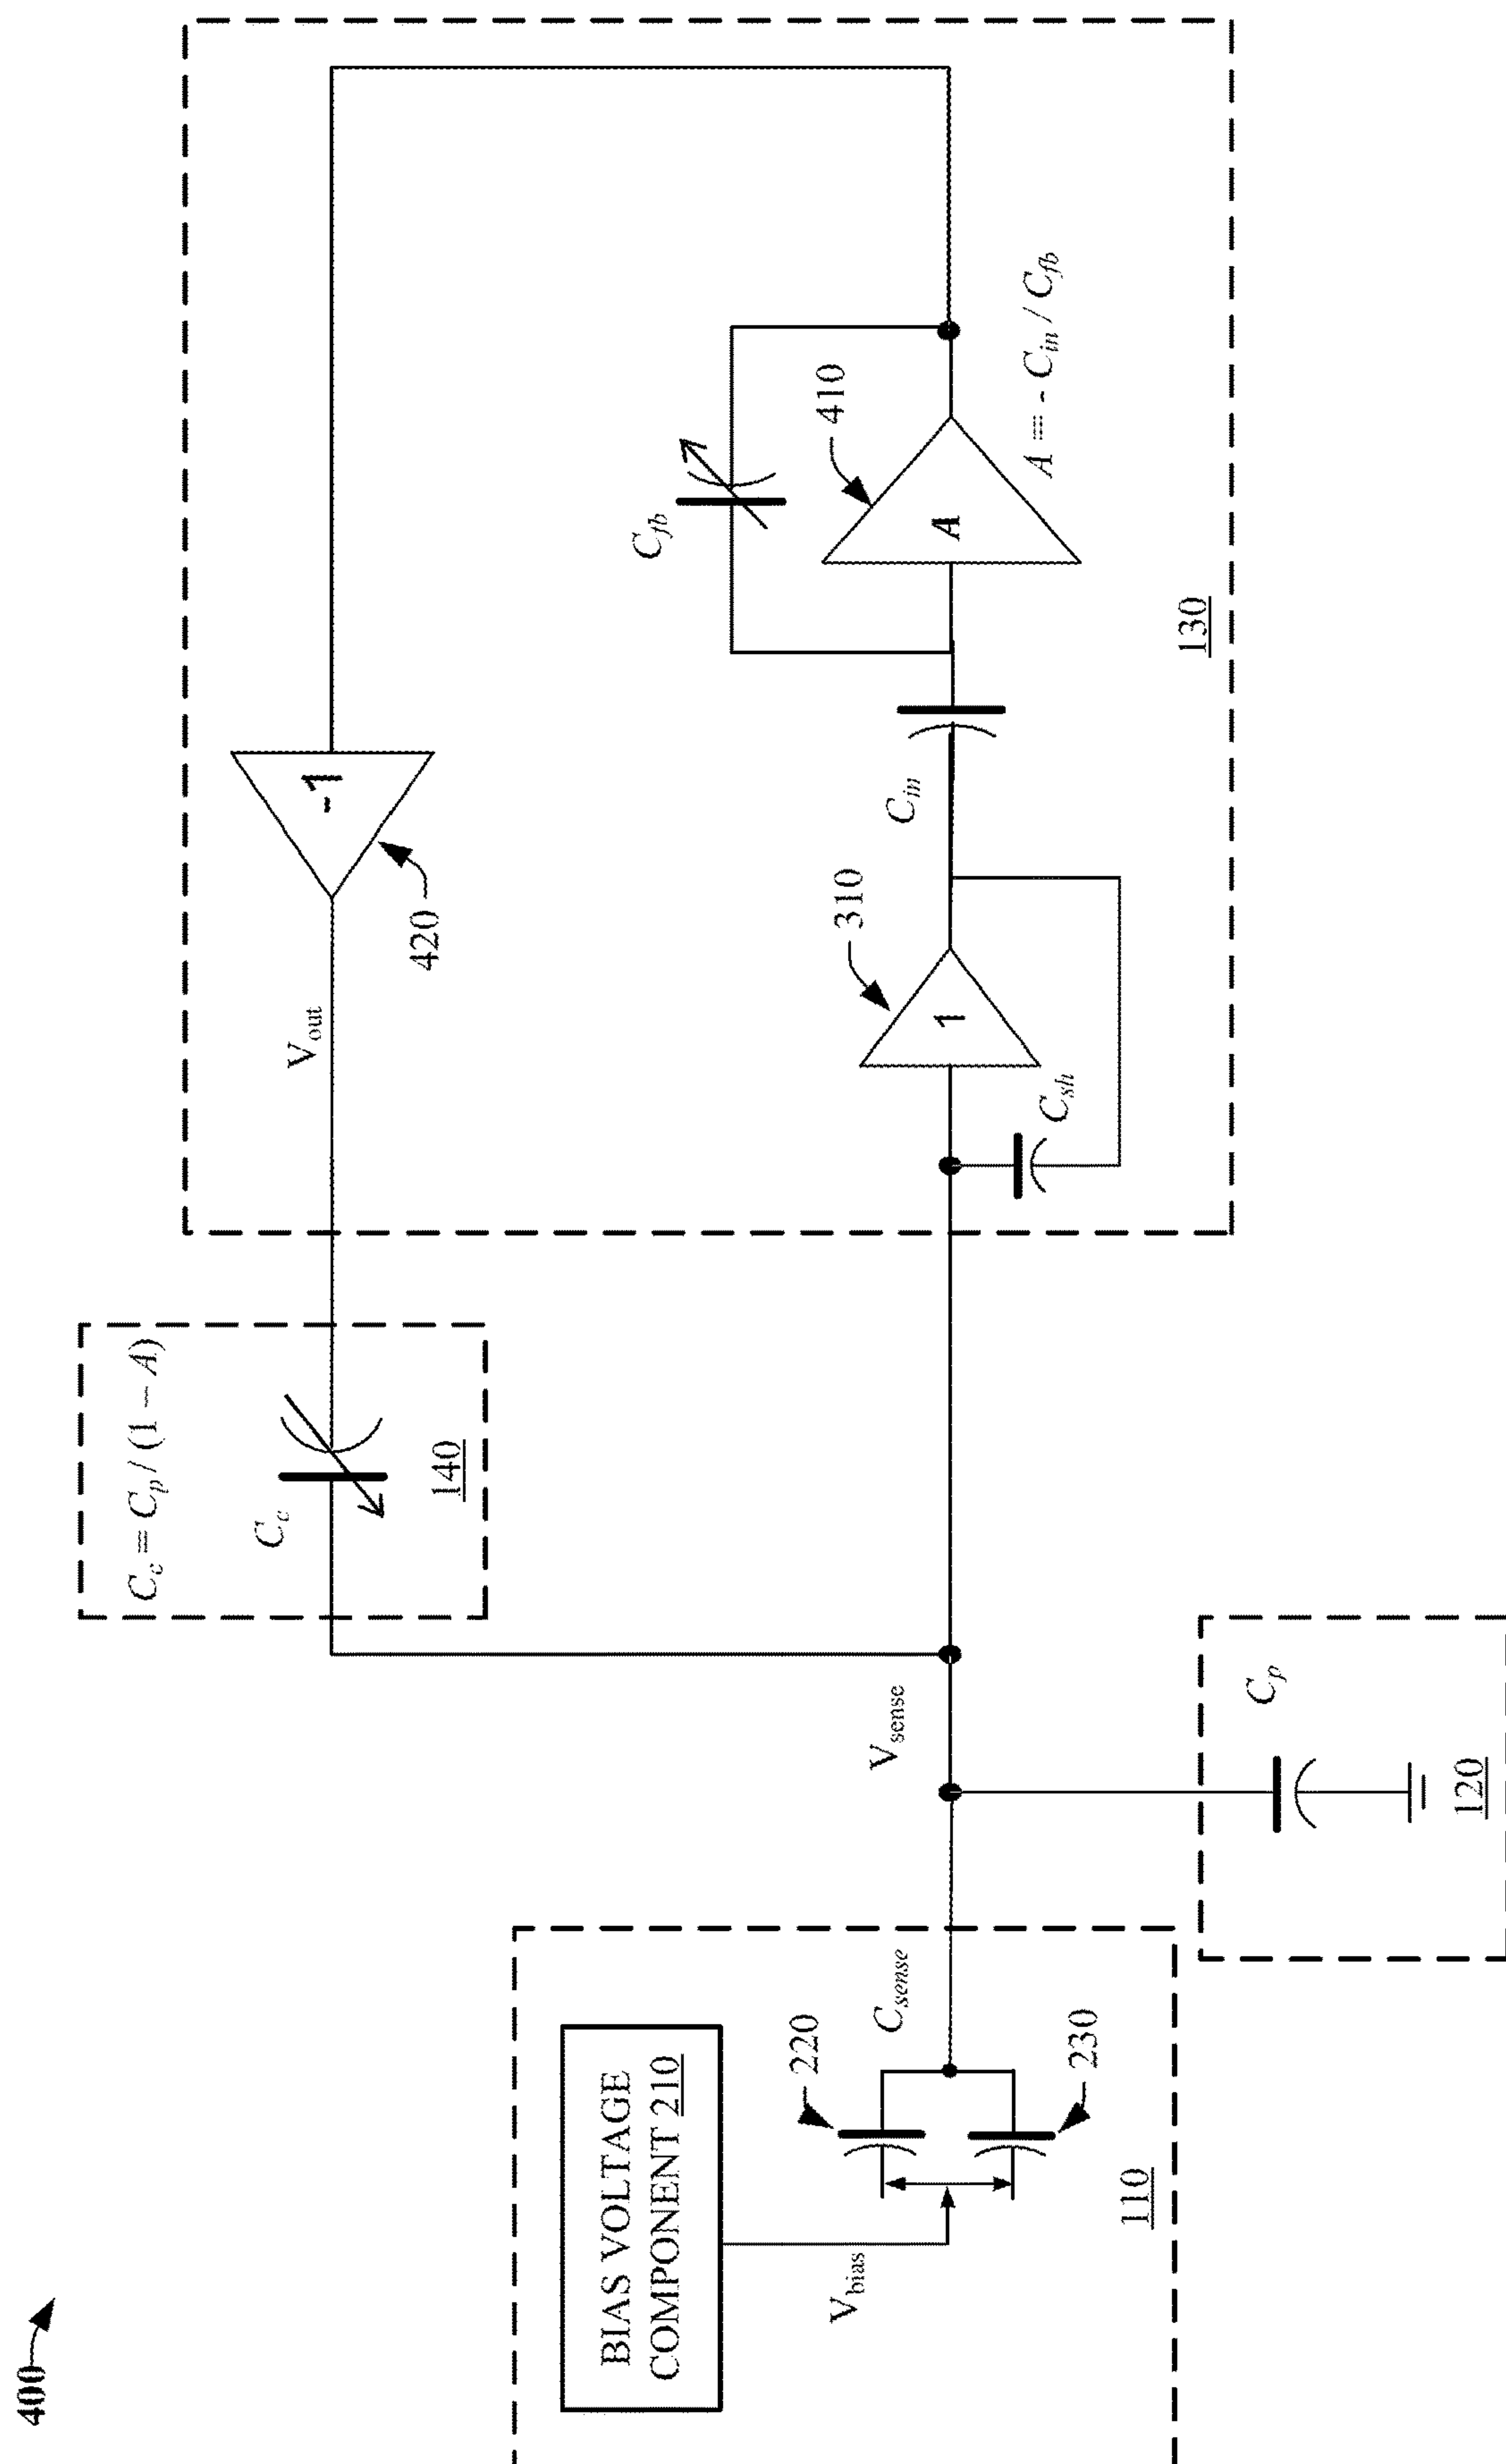 400
BIAS VOLTAGE
COMPONENT 210
V_bias
220
230
C_sense
110
V_sense
C_p
120
C_c = C_p / (1 − A)
C_c
140
V_out
420
-1
C_sh
1
310
C_in
C_fb
A
410
A = - C_in / C_fb
130